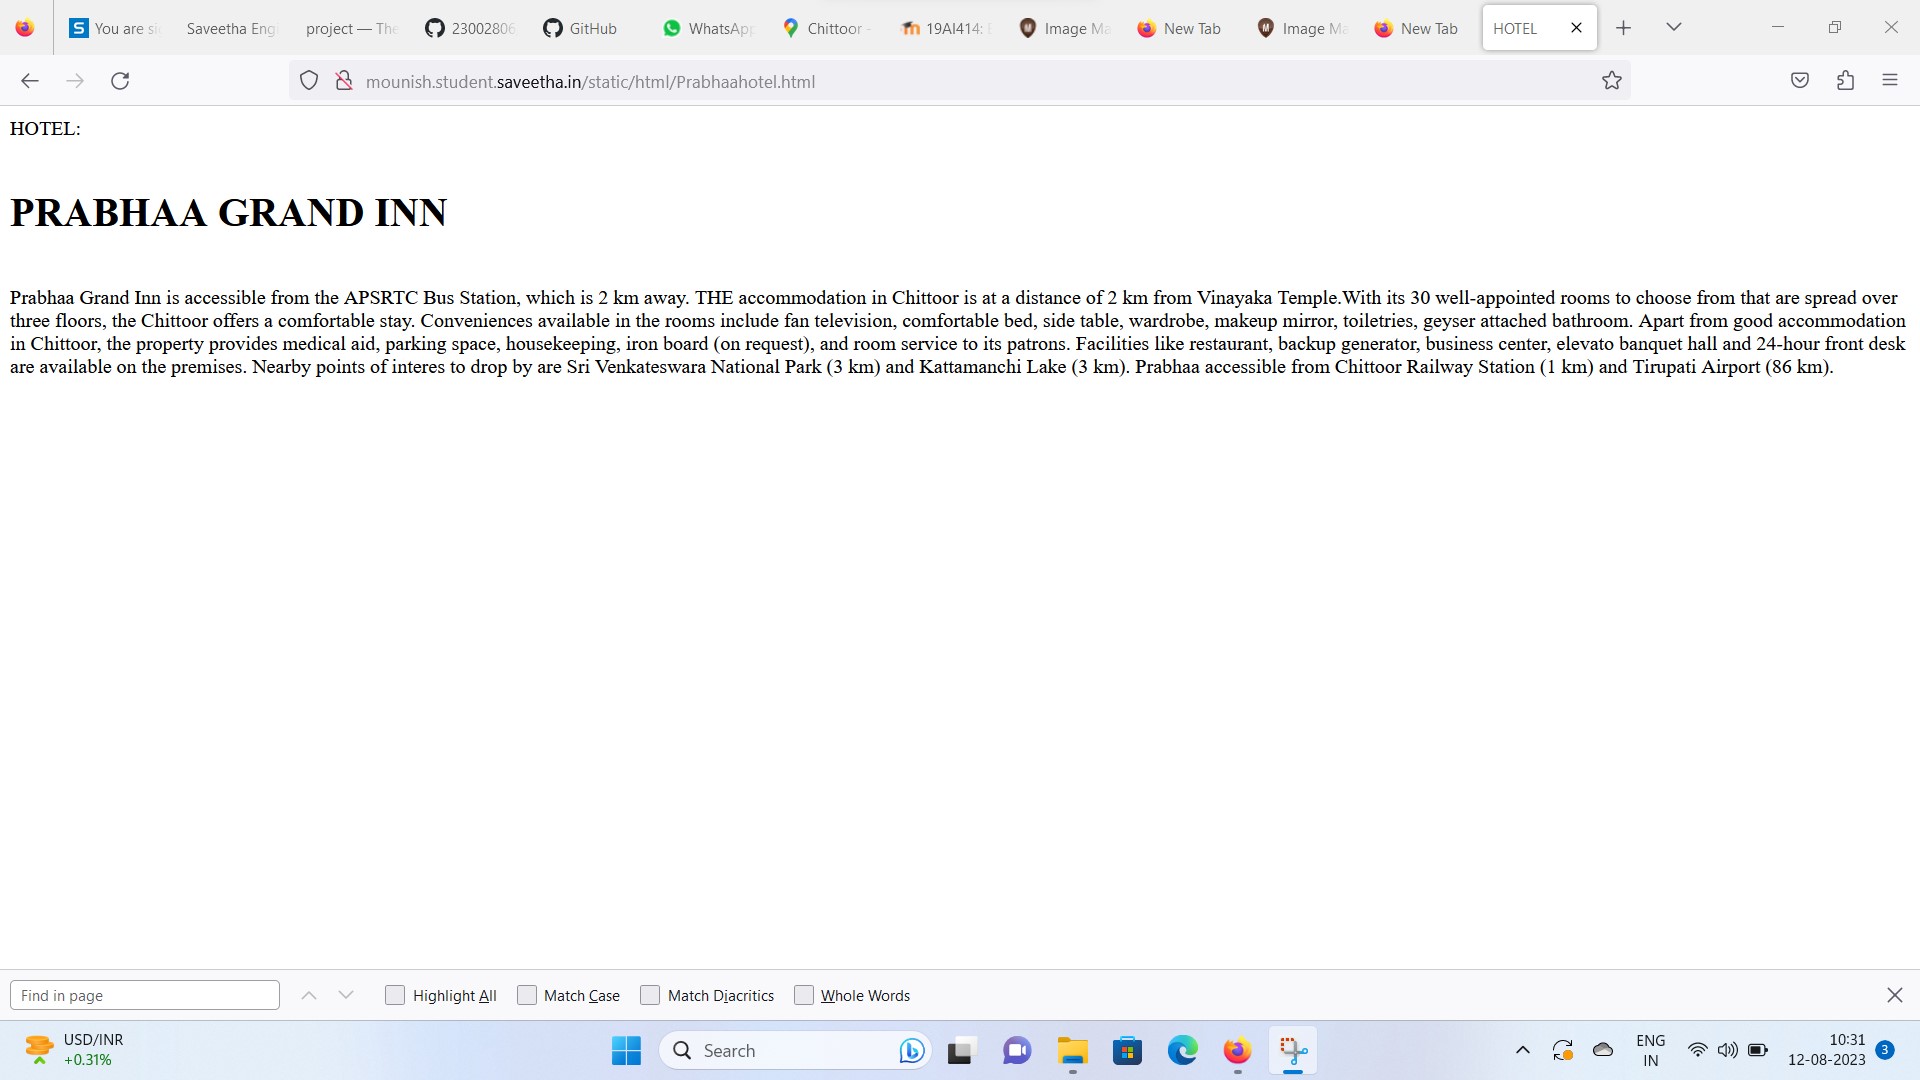 You are si
Saveetha Eng
project — The
23002806
GitHub
WhatsApp
Chittoor -
19AI414:
Image Ma
New Tab
Image Ma
New Tab
HOTEL
mounish.student.saveetha.in/static/html/Prabhaahotel.html
HOTEL:
PRABHAA GRAND INN
Prabhaa Grand Inn is accessible from the APSRTC Bus Station, which is 2 km away. THE accommodation in Chittoor is at a distance of 2 km from Vinayaka Temple.With its 30 well-appointed rooms to choose from that are spread over
three floors, the Chittoor offers a comfortable stay. Conveniences available in the rooms include fan television, comfortable bed, side table, wardrobe, makeup mirror, toiletries, geyser attached bathroom. Apart from good accommodation
in Chittoor, the property provides medical aid, parking space, housekeeping, iron board (on request), and room service to its patrons. Facilities like restaurant, backup generator, business center, elevato banquet hall and 24-hour front desk
are available on the premises. Nearby points of interes to drop by are Sri Venkateswara National Park (3 km) and Kattamanchi Lake (3 km). Prabhaa accessible from Chittoor Railway Station (1 km) and Tirupati Airport (86 km).
Find in page
Highlight All
Match Case
Match Diacritics
Whole Words
USD/INR
+0.31%
Search
ENG
IN
10:31
12-08-2023
3